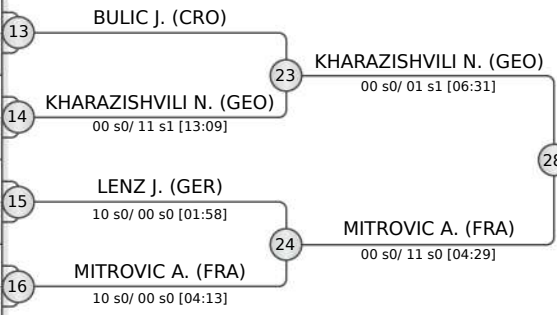 BULIC J. (CRO)
13
23
KHARAZISHVILI N. (GEO)
00 s0/ 01 s1 [06:31]
KHARAZISHVILI N. (GEO)
14
00 s0/ 11 s1 [13:09]
28
LENZ J. (GER)
15
10 s0/ 00 s0 [01:58]
24
MITROVIC A. (FRA)
00 s0/ 11 s0 [04:29]
MITROVIC A. (FRA)
16
10 s0/ 00 s0 [04:13]